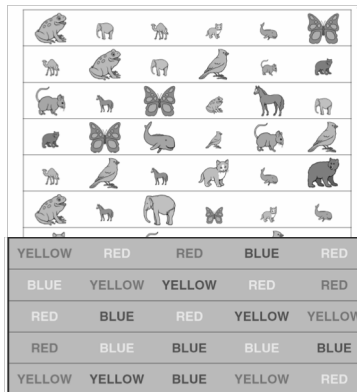 YELLOW RED RED BLUE RED
BLUE YELLOW YELLOW RED RED
RED BLUE RED YELLOW YELLOW
RED BLUE BLUE BLUE BLUE
YELLOW YELLOW BLUE YELLOW RED